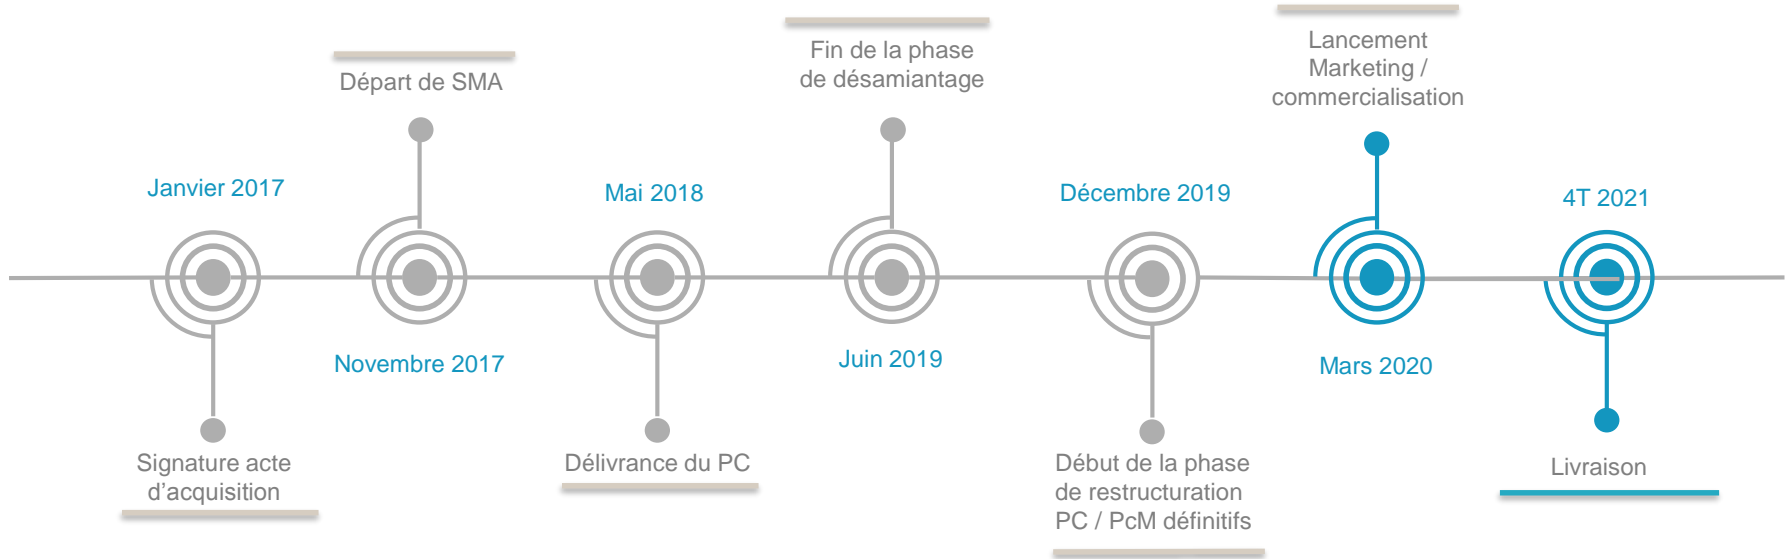 Janvier 2017
Signature acte
d’acquisition
Départ de SMA
Novembre 2017
Mai 2018
Délivrance du PC
Fin de la phase
de désamiantage
Juin 2019
Décembre 2019
Début de la phase
de restructuration
PC / PcM définitifs
Lancement
Marketing /
commercialisation
Mars 2020
4T 2021
Livraison